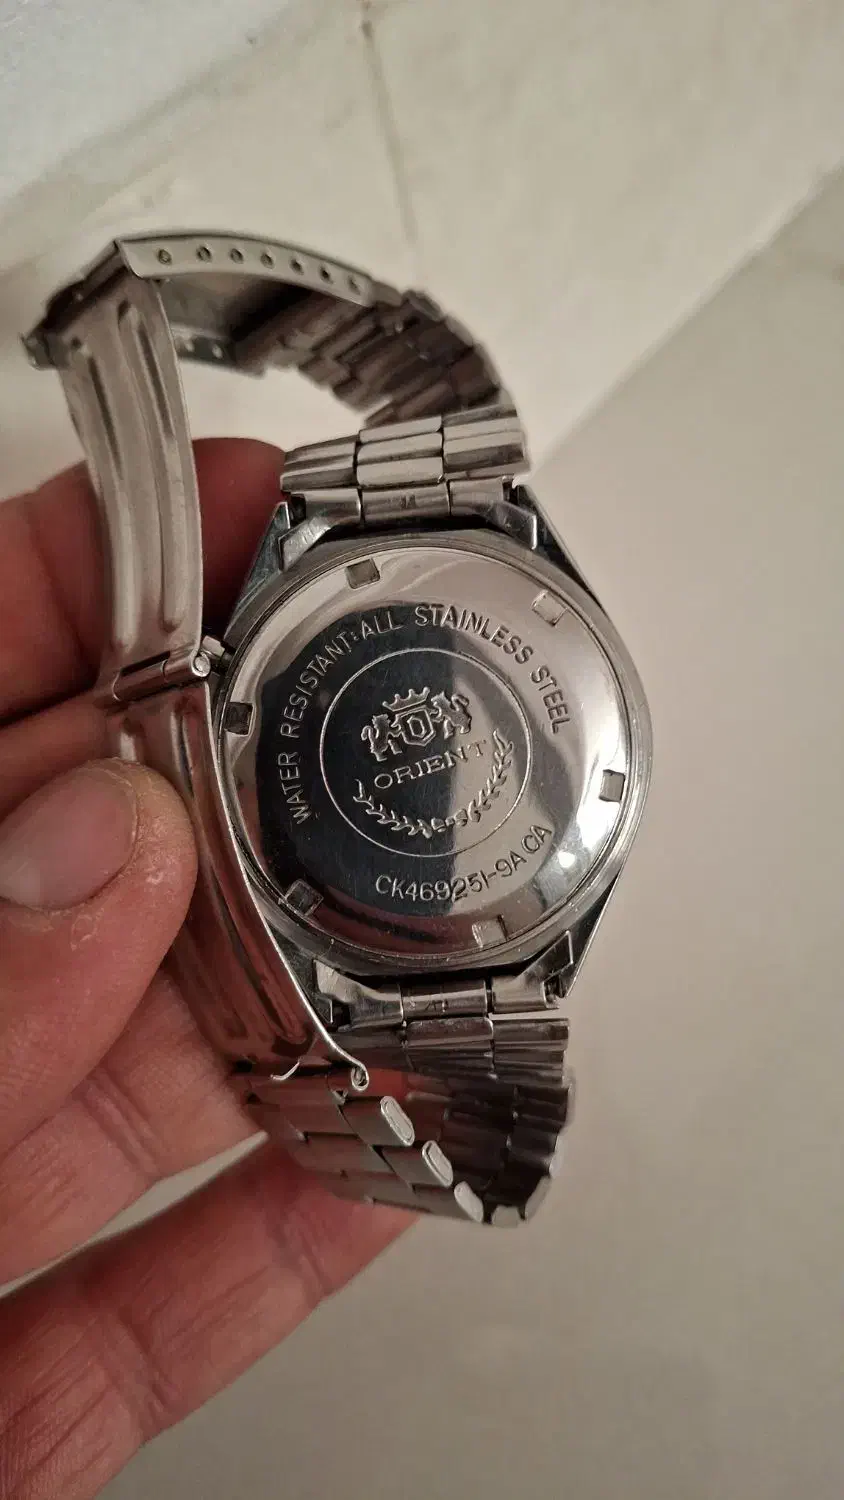 WATER RESISTANT:ALL STAINLESS STEEL
ORIENT
CK469251-9A CA